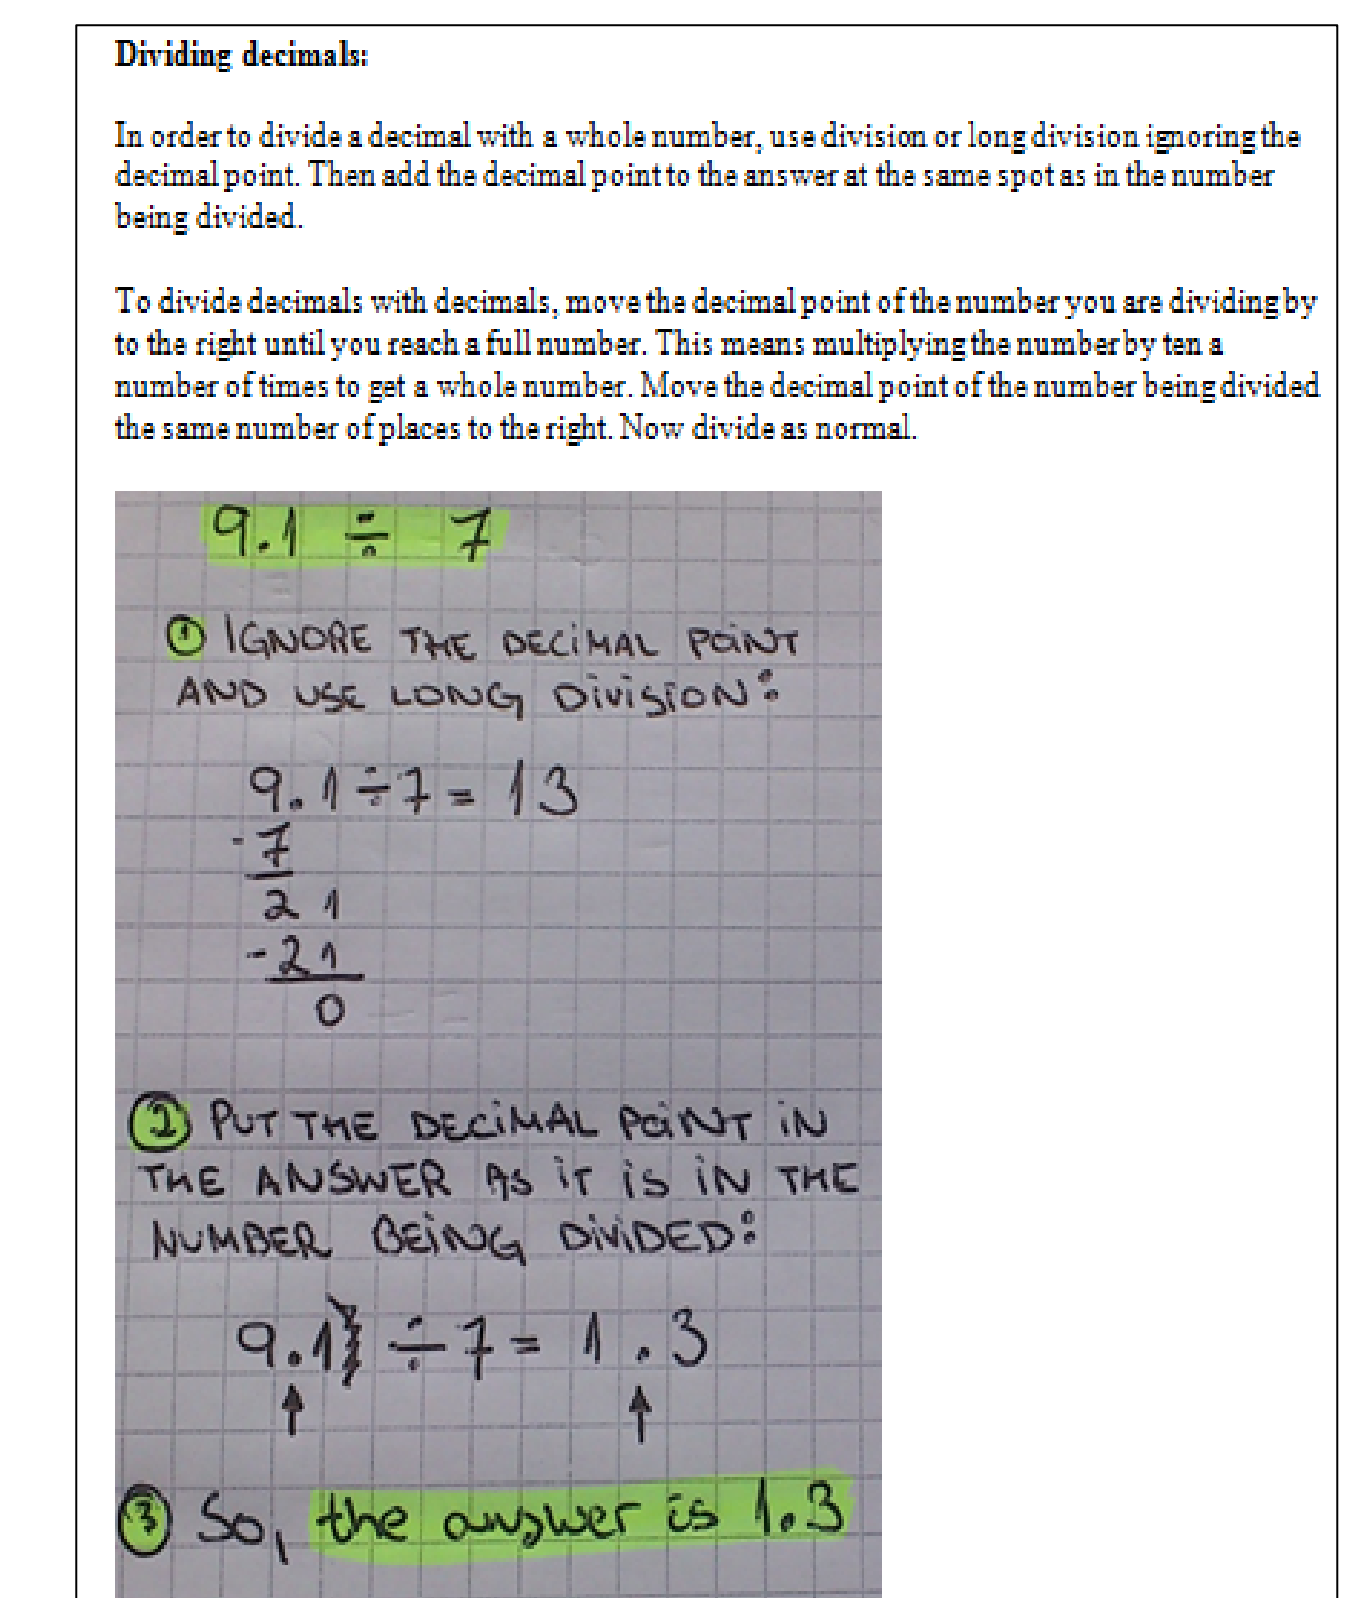 Dividing decimals:
In order to divide a decimal with a whole number, use division or long division ignoring the
decimal point. Then add the decimal point to the answer at the same spot as in the number
being divided.
To divide decimals with decimals, move the decimal point of the number you are dividing by
to the right until you reach a full number. This means multiplying the number by ten a
number of times to get a whole number. Move the decimal point of the number being divided
the same number of places to the right. Now divide as normal.
9.1 ÷ 7
① IGNORE THE DECIMAL POINT
AND USE LONG DIVISION:
9.1 ÷ 7 = 13
-7
21
-21
0
② PUT THE DECIMAL POINT IN
THE ANSWER AS IT IS IN THE
NUMBER BEING DIVIDED:
9.1 ÷ 7 = 1.3
③ So, the answer is 1.3